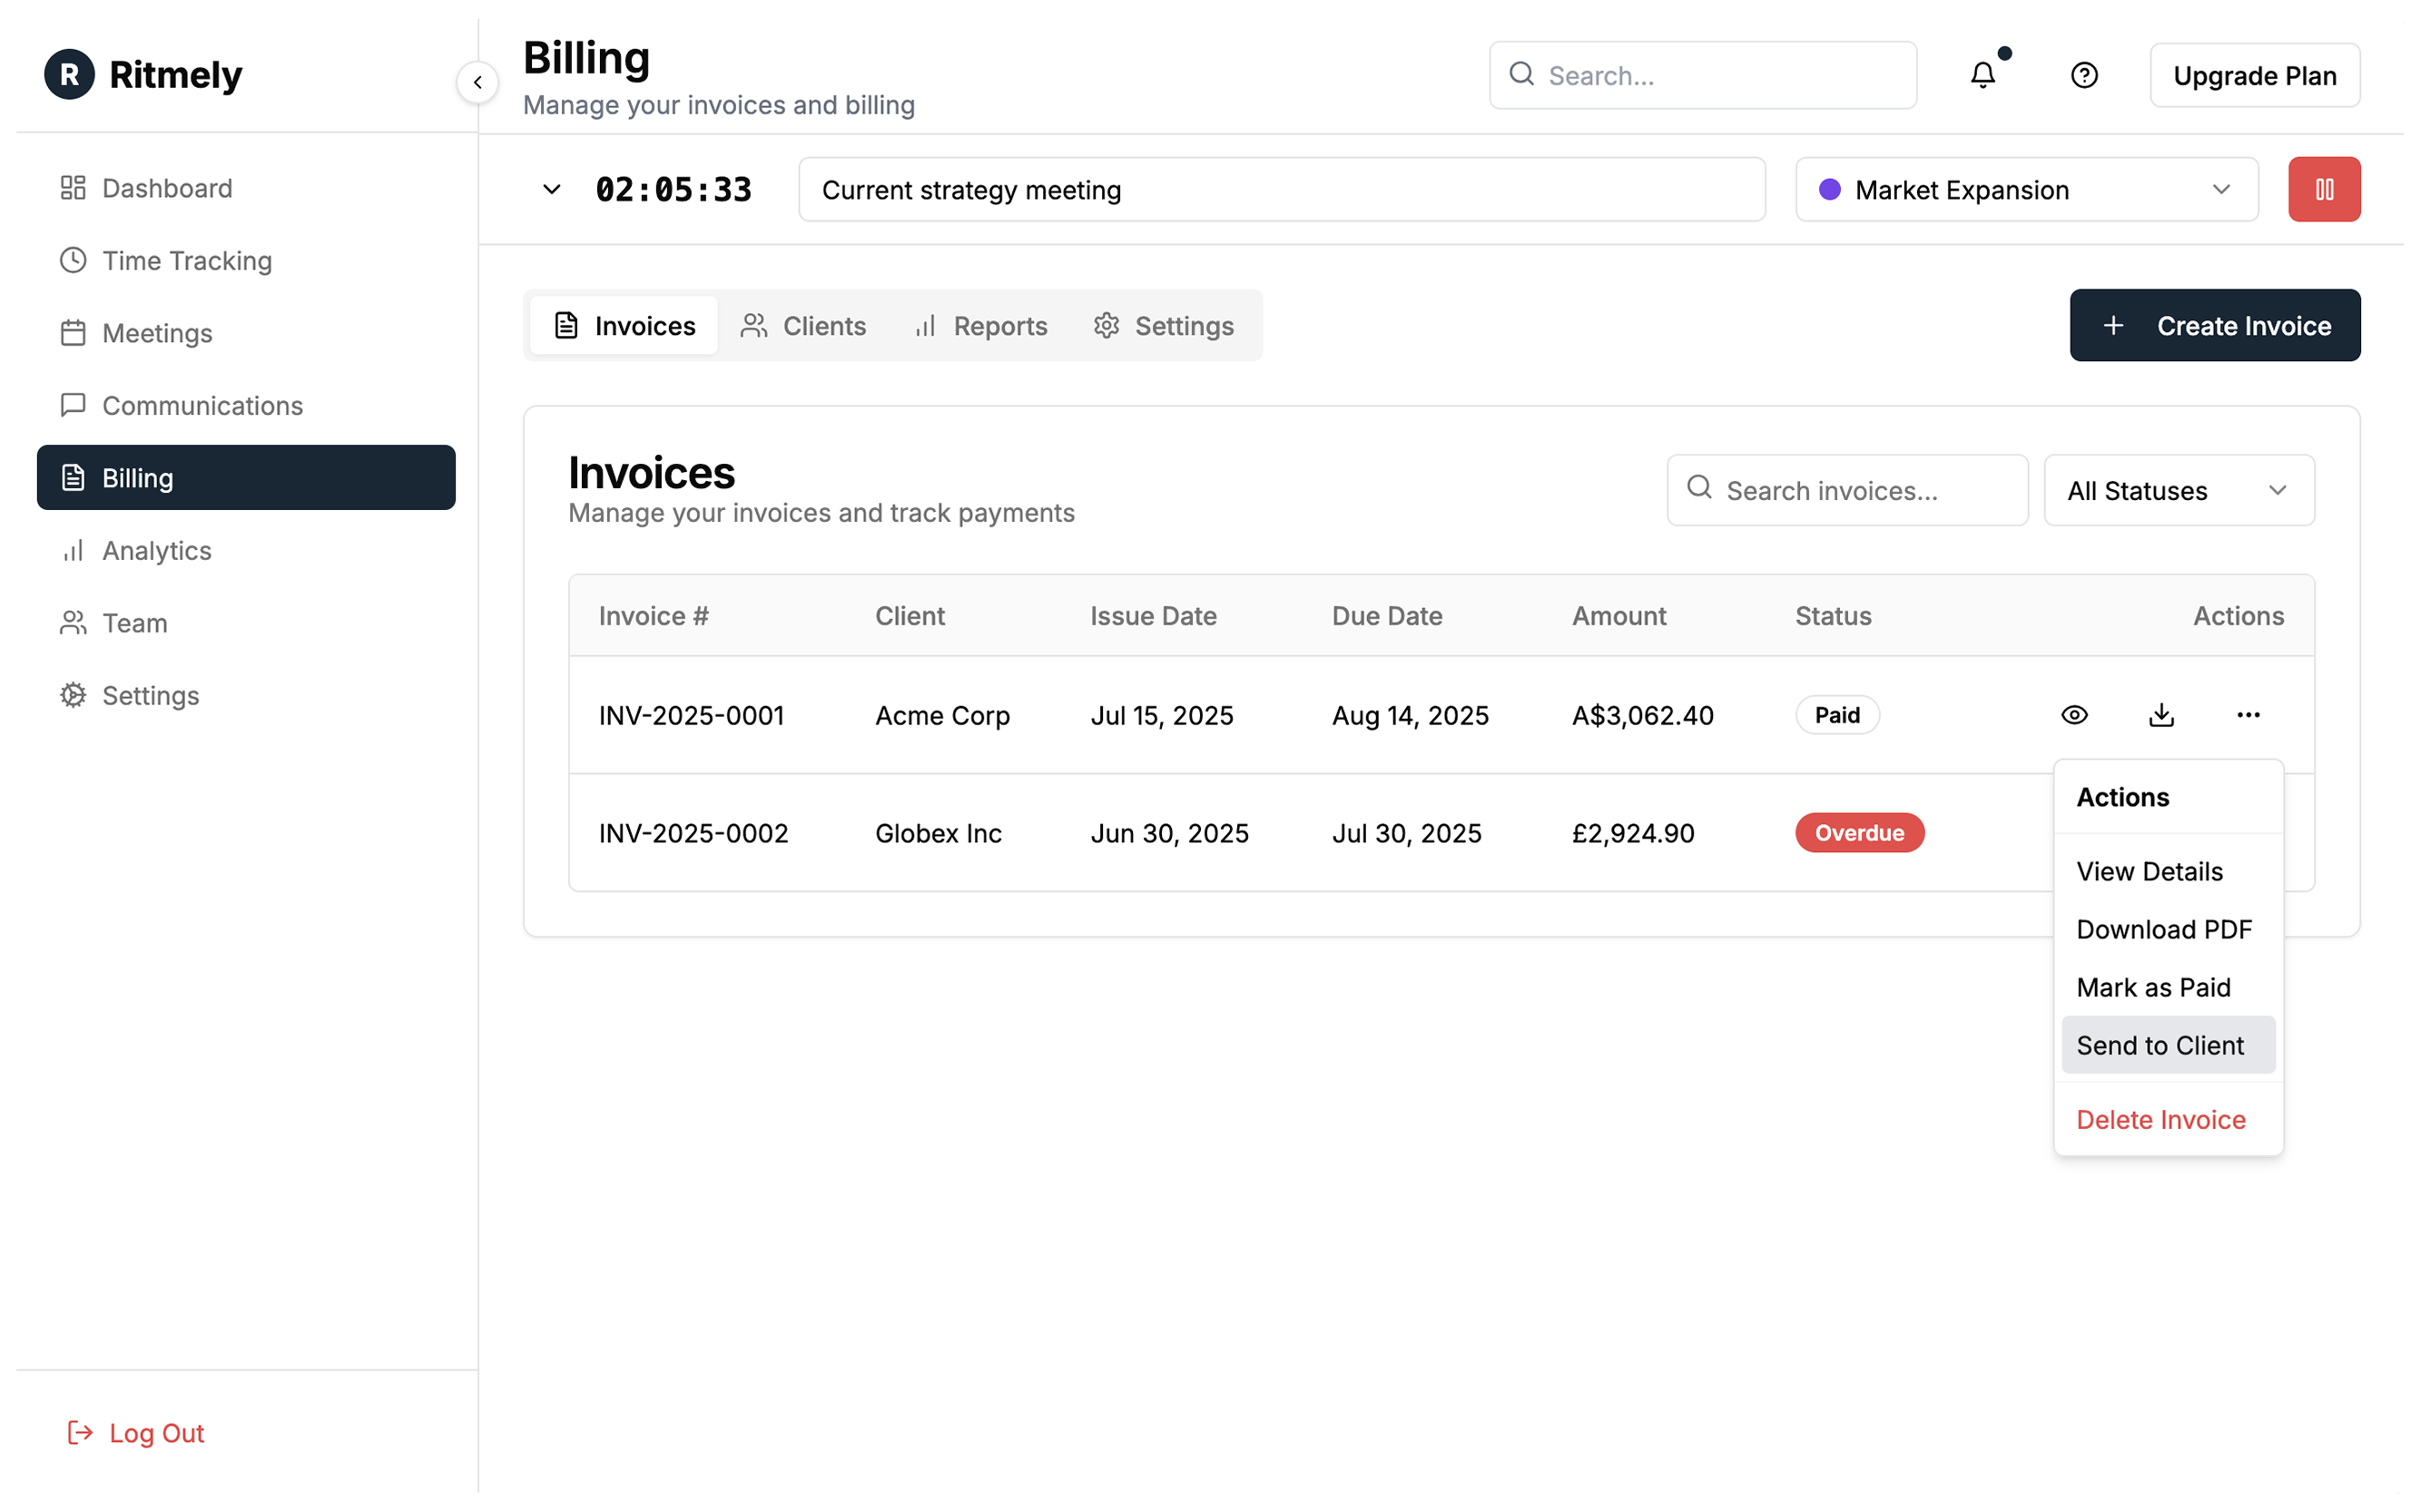 R Ritmely
Dashboard
Time Tracking
Meetings
Communications
Billing
Analytics
Team
Settings
Log Out
Billing
Manage your invoices and billing
Search...
Upgrade Plan
02:05:33
Current strategy meeting
Market Expansion
Invoices
Clients
Reports
Settings
Create Invoice
Invoices
Manage your invoices and track payments
Search invoices...
All Statuses
Invoice # Client Issue Date Due Date Amount Status Actions
INV-2025-0001 Acme Corp Jul 15, 2025 Aug 14, 2025 A$3,062.40 Paid
INV-2025-0002 Globex Inc Jun 30, 2025 Jul 30, 2025 £2,924.90 Overdue
Actions
View Details
Download PDF
Mark as Paid
Send to Client
Delete Invoice